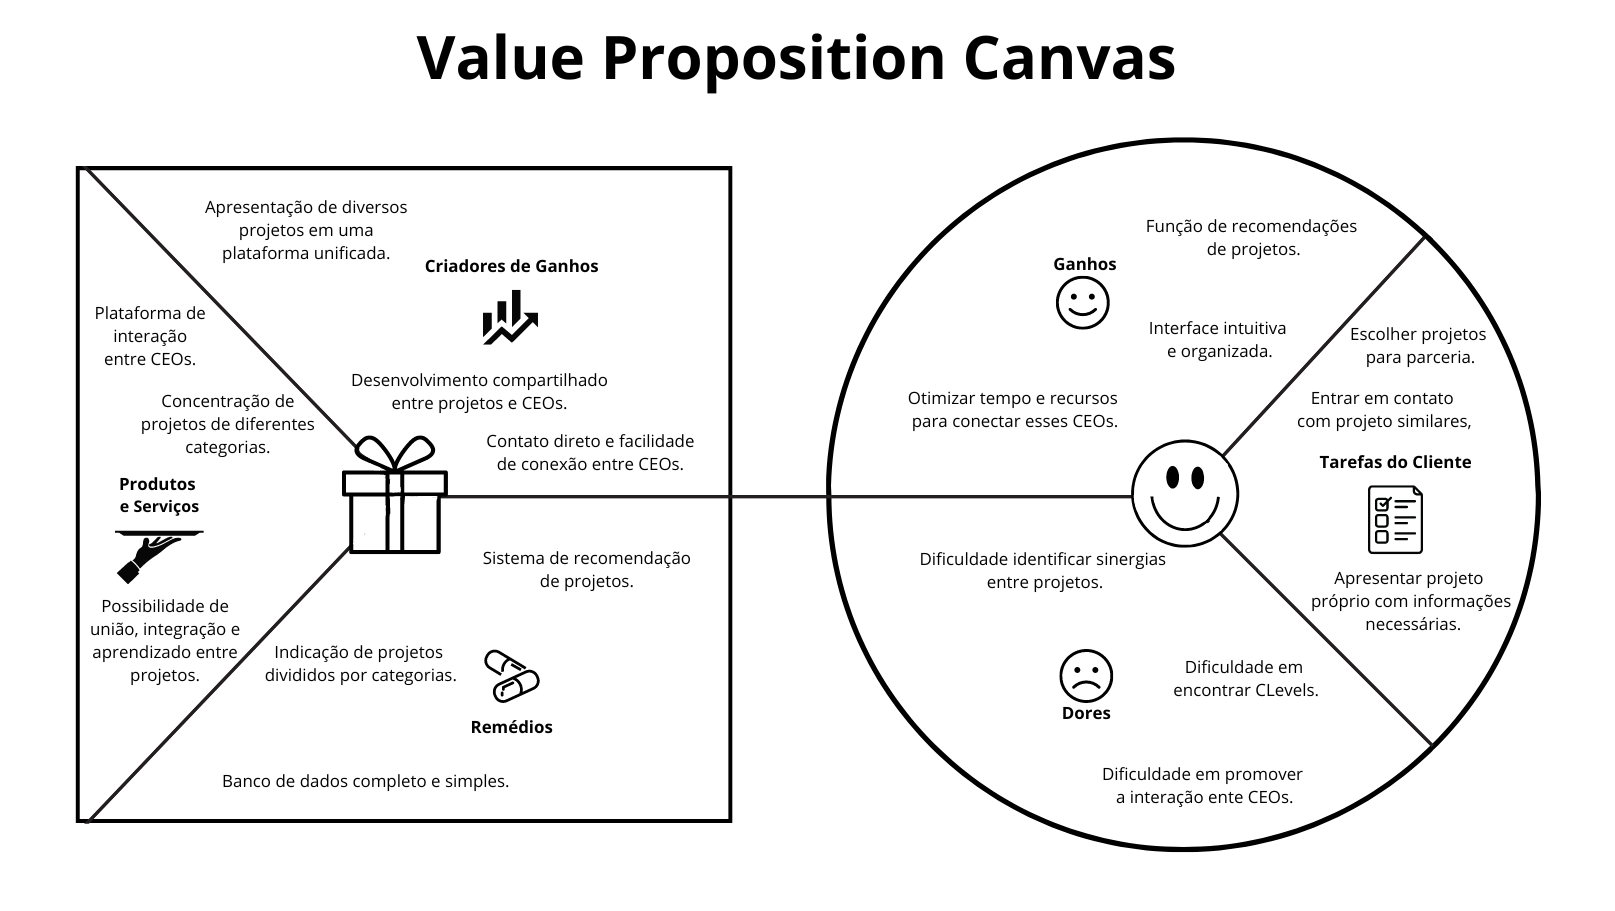 Value Proposition Canvas
Apresentação de diversos
projetos em uma
plataforma unificada.
Criadores de Ganhos
Desenvolvimento compartilhado
entre projetos e CEOs.
Contato direto e facilidade
de conexão entre CEOs.
Plataforma de
interação
entre CEOs.
Concentração de
projetos de diferentes
categorias.
Produtos
e Serviços
Possibilidade de
união, integração e
aprendizado entre
projetos.
Sistema de recomendação
de projetos.
Indicação de projetos
divididos por categorias.
Remédios
Banco de dados completo e simples.
Função de recomendações
de projetos.
Ganhos
Interface intuitiva
e organizada.
Otimizar tempo e recursos
para conectar esses CEOs.
Escolher projetos
para parceria.
Entrar em contato
com projeto similares,
Tarefas do Cliente
Apresentar projeto
próprio com informações
necessárias.
Dificuldade identificar sinergias
entre projetos.
Dificuldade em
encontrar CLevels.
Dores
Dificuldade em promover
a interação ente CEOs.